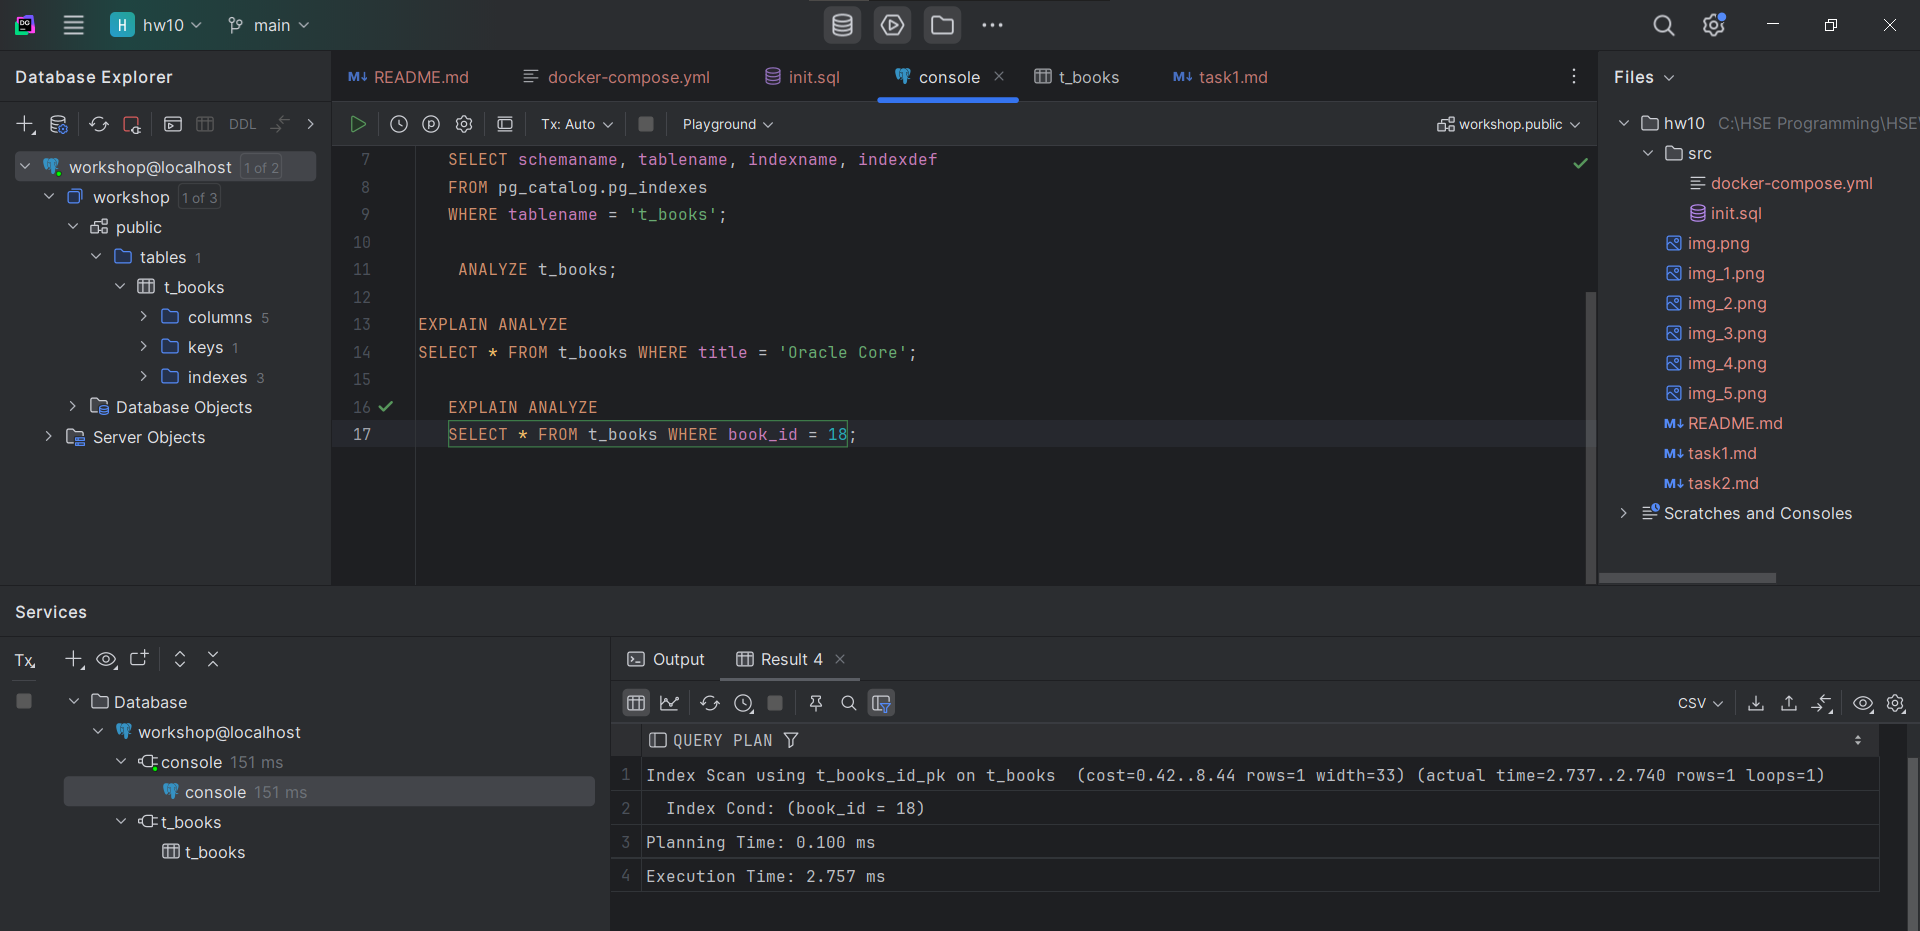 H hw10 main
Database Explorer
README.md docker-compose.yml init.sql console t_books task1.md
Files
DDL
Tx: Auto Playground workshop.public
workshop@localhost 1 of 2
workshop 1 of 3
public
tables 1
t_books
columns 5
keys 1
indexes 3
Database Objects
Server Objects
7 SELECT schemaname, tablename, indexname, indexdef
8 FROM pg_catalog.pg_indexes
9 WHERE tablename = 't_books';
10
11 ANALYZE t_books;
12
13 EXPLAIN ANALYZE
14 SELECT * FROM t_books WHERE title = 'Oracle Core';
15
16 EXPLAIN ANALYZE
17 SELECT * FROM t_books WHERE book_id = 18;
hw10 C:\HSE Programming\HSE\
src
docker-compose.yml
init.sql
img.png
img_1.png
img_2.png
img_3.png
img_4.png
img_5.png
M↓ README.md
M↓ task1.md
M↓ task2.md
Scratches and Consoles
Services
Tx
Database
workshop@localhost
console 151 ms
console 151 ms
t_books
t_books
Output Result 4
CSV
QUERY PLAN
1 Index Scan using t_books_id_pk on t_books (cost=0.42..8.44 rows=1 width=33) (actual time=2.737..2.740 rows=1 loops=1)
2 Index Cond: (book_id = 18)
3 Planning Time: 0.100 ms
4 Execution Time: 2.757 ms